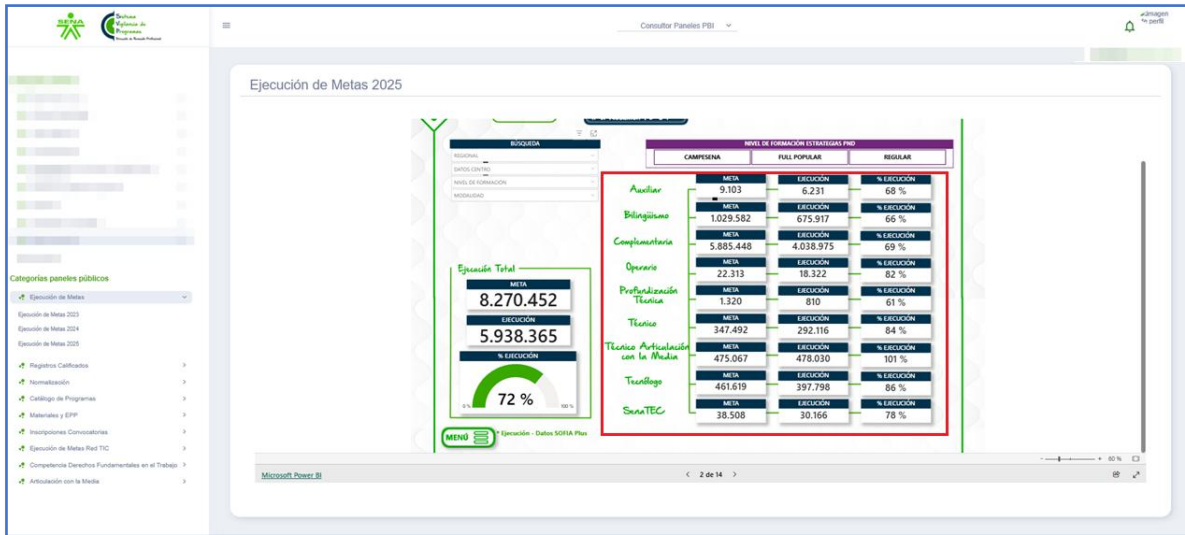 SENA
Sistema
Vigilancia de
Programas
Consultor Paneles PBI
Imagen
perfil
Ejecución de Metas 2025
BÚSQUEDA
REGIONAL
DATOS CENTRO
NIVEL DE FORMACIÓN
MODALIDAD
NIVEL DE FORMACIÓN ESTRATEGIAS PND
CAMPESENA FULL POPULAR REGULAR
META EJECUCIÓN % EJECUCIÓN
Auxiliar 9.103 6.231 68 %
META EJECUCIÓN % EJECUCIÓN
Bilingüismo 1.029.582 675.917 66 %
META EJECUCIÓN % EJECUCIÓN
Complementaria 5.885.448 4.038.975 69 %
META EJECUCIÓN % EJECUCIÓN
Operario 22.313 18.322 82 %
META EJECUCIÓN % EJECUCIÓN
Profundización
Técnica 1.320 810 61 %
META EJECUCIÓN % EJECUCIÓN
Técnico 347.492 292.116 84 %
META EJECUCIÓN % EJECUCIÓN
Técnico Articulación
con la Media 475.067 478.030 101 %
META EJECUCIÓN % EJECUCIÓN
Tecnólogo 461.619 397.798 86 %
META EJECUCIÓN % EJECUCIÓN
SenaTEC 38.508 30.166 78 %
Ejecución Total
META
8.270.452
EJECUCIÓN
5.938.365
% EJECUCIÓN
72 %
0 % 100 %
MENÚ
* Ejecución - Datos SOFIA Plus
Categorías paneles públicos
Ejecución de Metas
Ejecución de Metas 2023
Ejecución de Metas 2024
Ejecución de Metas 2025
Registros Calificados
Normalización
Catálogo de Programas
Materiales y EPP
Inscripciones Convocatorias
Ejecución de Metas Red TIC
Competencia Derechos Fundamentales en el Trabajo
Articulación con la Media
Microsoft Power BI
2 de 14
- + 60 %